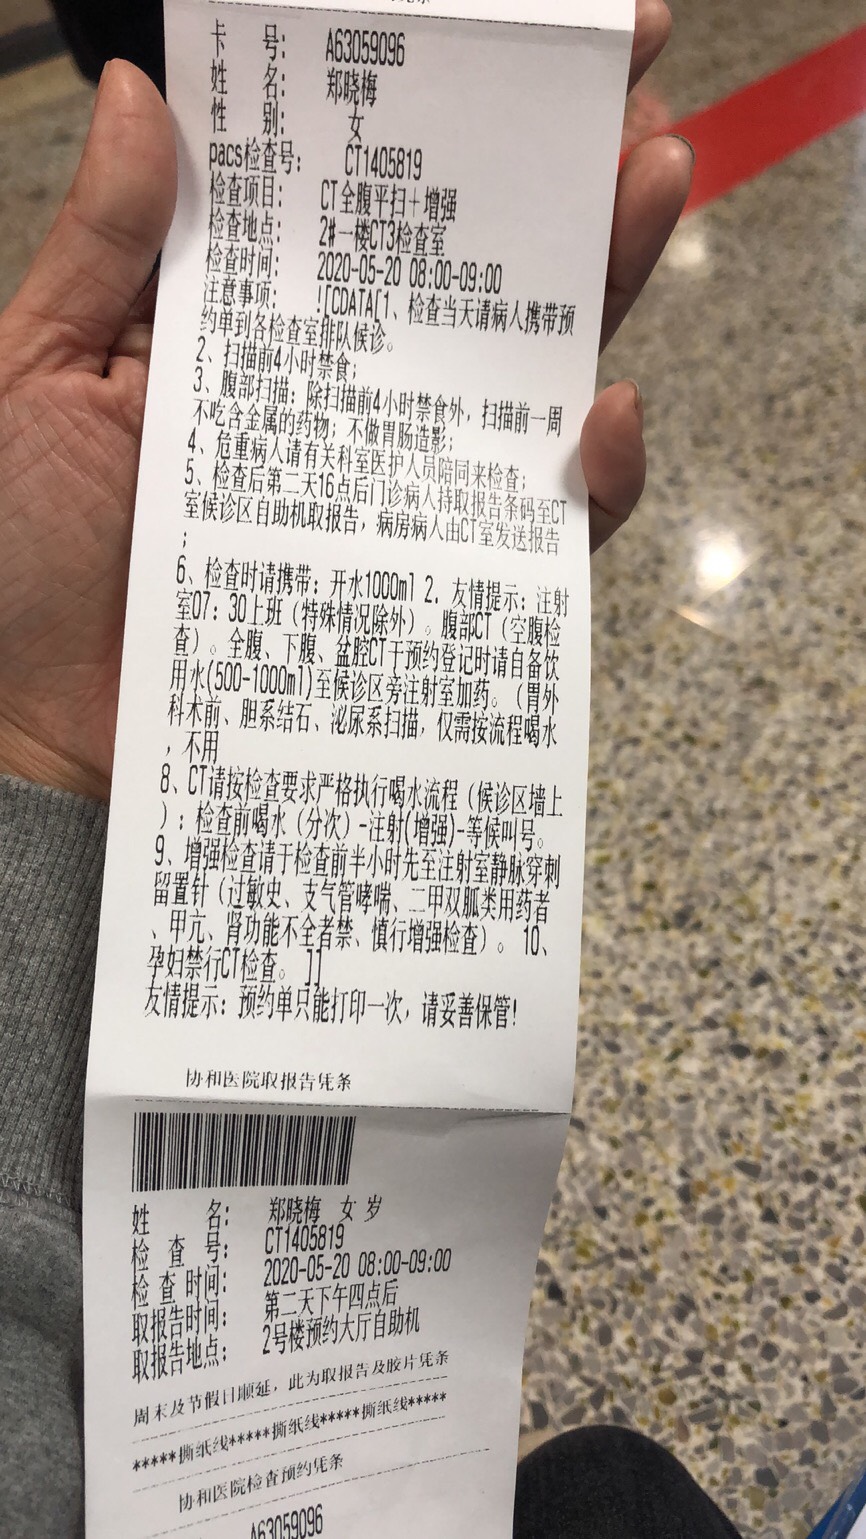 卡 号: A63059096
姓 名: 郑晓梅
性 别: 女
pacs检查号: CT1405819
检查项目: CT全腹平扫+增强
检查地点: 2#一楼CT3检查室
检查时间: 2020-05-20 08:00-09:00
注意事项: ![CDATA[1、检查当天请病人携带预
约单到各检查室排队候诊。
2、扫描前4小时禁食;
3、腹部扫描: 除扫描前4小时禁食外, 扫描前一周
不吃含金属的药物; 不做胃肠造影;
4、危重病人请有关科室医护人员陪同来检查;
5、检查后第二天16点后门诊病人持取报告条码至CT
室候诊区自助机取报告, 病房病人由CT室发送报告
;
6、检查时请携带: 开水1000ml 2. 友情提示: 注射
室07: 30上班 (特殊情况除外) 。腹部CT (空腹检
查) 。全腹、下腹、盆腔CT于预约登记时请自备饮
用水(500-1000ml)至候诊区旁注射室加药。 (胃外
科术前、胆系结石、泌尿系扫描, 仅需按流程喝水
, 不用
8、CT请按检查要求严格执行喝水流程 (候诊区墙上
) : 检查前喝水 (分次) -注射(增强)-等候叫号。
9、增强检查请于检查前半小时先至注射室静脉穿刺
留置针 (过敏史、支气管哮喘、二甲双胍类用药者
、甲亢、肾功能不全者禁、慎行增强检查) 。 10、
孕妇禁行CT检查。 ]]
友情提示: 预约单只能打印一次, 请妥善保管!
协和医院取报告凭条
姓 名: 郑晓梅 女 岁
检 查 号: CT1405819
检 查 时间: 2020-05-20 08:00-09:00
取报告时间: 第二天下午四点后
取报告地点: 2号楼预约大厅自助机
周末及节假日顺延, 此为取报告及胶片凭条
*****撕纸线*****撕纸线*****撕纸线*****
协和医院检查预约凭条
A63059096